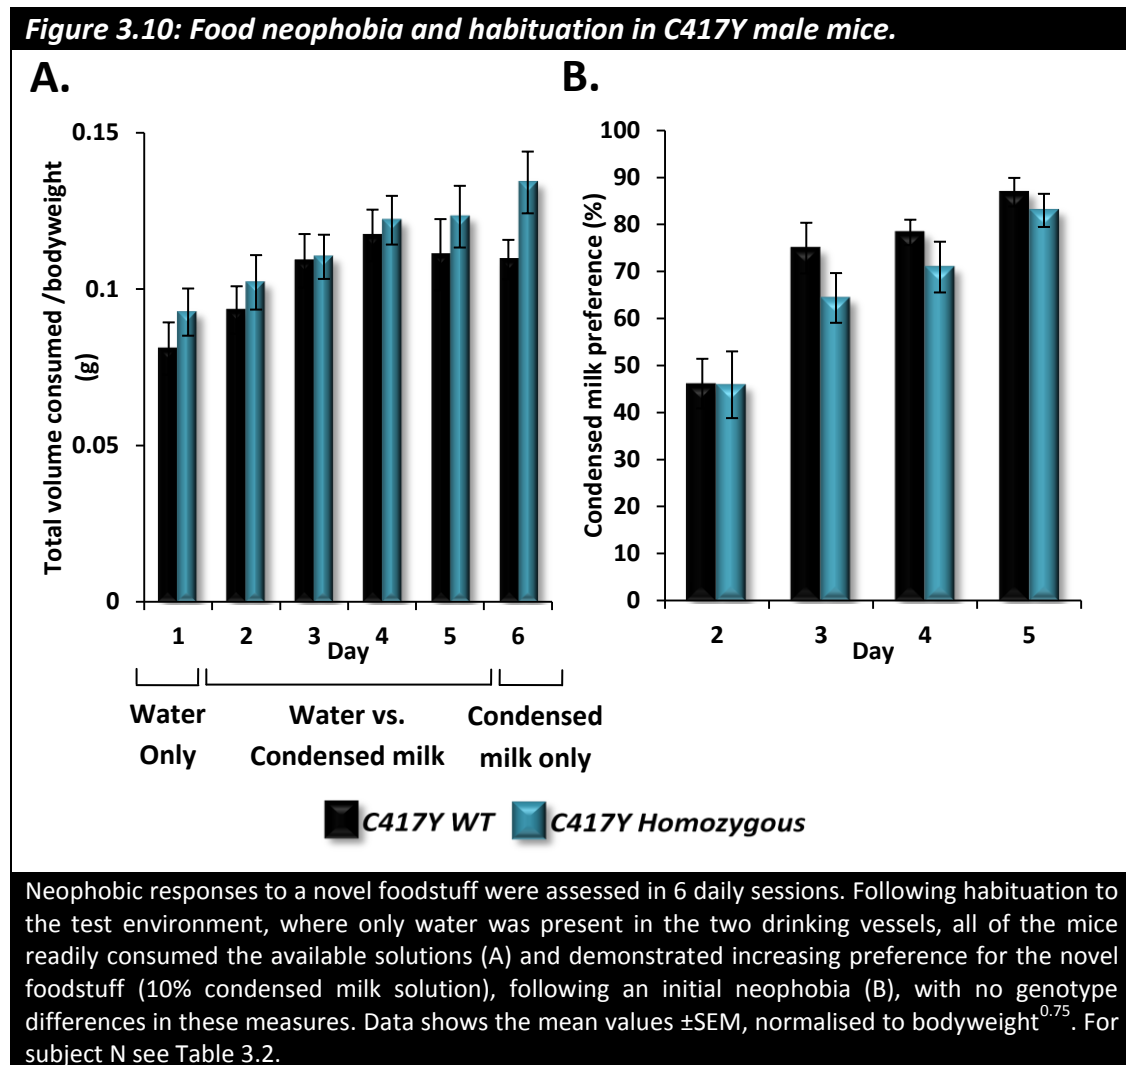 Figure 3.10: Food neophobia and habituation in C417Y male mice.
A.
Total volume consumed /bodyweight
(g)
0.15
0.1
0.05
0
1 2 3 4 5 6
Day
Water
Only
Water vs.
Condensed milk
Condensed
milk only
B.
Condensed milk preference (%)
100
90
80
70
60
50
40
30
20
10
0
2 3 4 5
Day
C417Y WT C417Y Homozygous
Neophobic responses to a novel foodstuff were assessed in 6 daily sessions. Following habituation to
the test environment, where only water was present in the two drinking vessels, all of the mice
readily consumed the available solutions (A) and demonstrated increasing preference for the novel
foodstuff (10% condensed milk solution), following an initial neophobia (B), with no genotype
differences in these measures. Data shows the mean values ±SEM, normalised to bodyweight⁰·⁷⁵. For
subject N see Table 3.2.